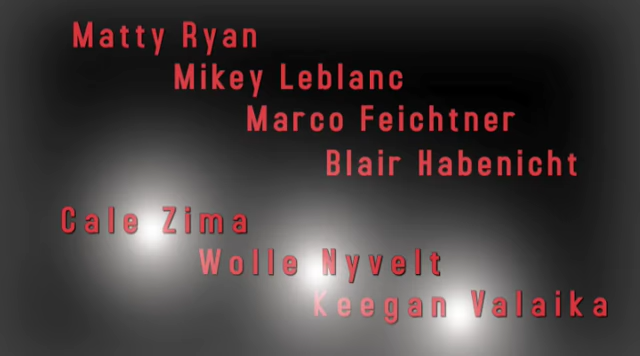 Matty Ryan
Mikey Leblanc
Marco Feichtner
Blair Habenicht
Cale Zima
Wolle Nyvelt
Keegan Valaika